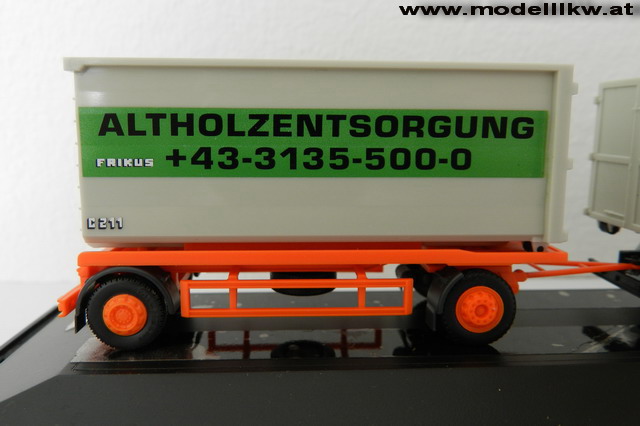 www.modelllkw.at
ALTHOLZENTSORGUNG
FRIKUS +43-3135-500-0
C211